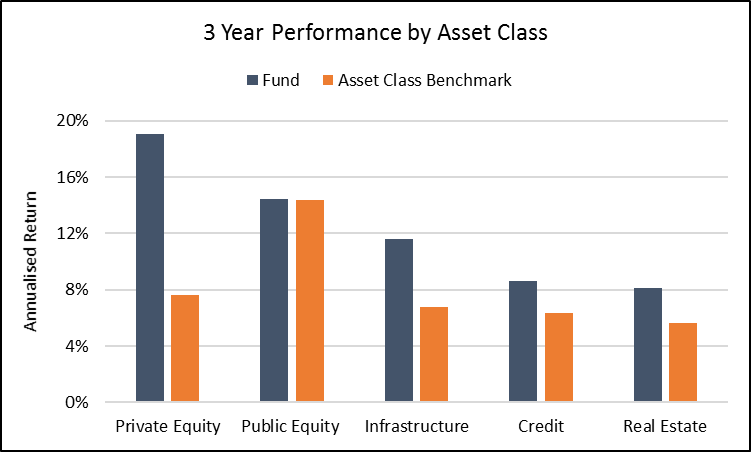 3 Year Performance by Asset Class
Fund Asset Class Benchmark
Annualised Return
20%
16%
12%
8%
4%
0%
Private Equity Public Equity Infrastructure Credit Real Estate